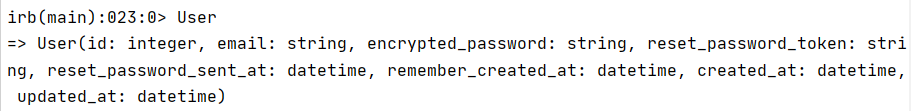 irb(main):023:0> User
=> User(id: integer, email: string, encrypted_password: string, reset_password_token: stri
ng, reset_password_sent_at: datetime, remember_created_at: datetime, created_at: datetime,
 updated_at: datetime)